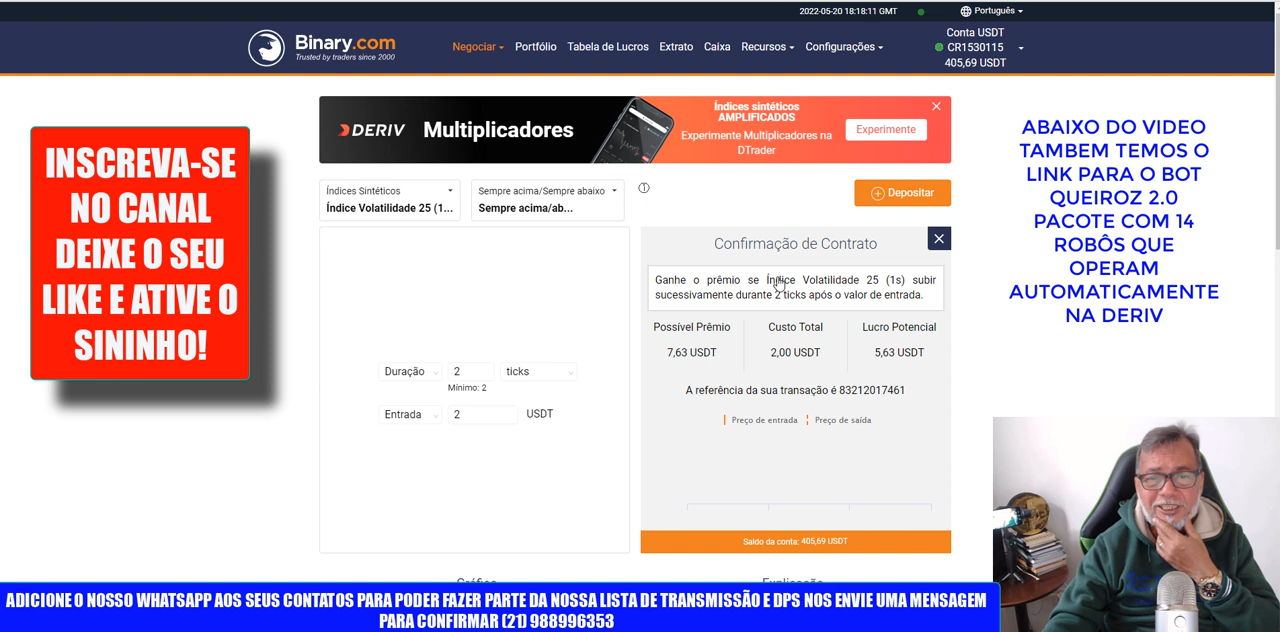 2022-05-20 18:18:11 GMT
Português
Binary.com
Trusted by traders since 2000
Negociar
Portfólio
Tabela de Lucros
Extrato
Caixa
Recursos
Configurações
Conta USDT
CR1530115
405,69 USDT
DERIV
Multiplicadores
Índices sintéticos
AMPLIFICADOS
Experimente Multiplicadores na
DTrader
Experimente
INSCREVA-SE
NO CANAL
DEIXE O SEU
LIKE E ATIVE O
SININHO!
ABAIXO DO VIDEO
TAMBEM TEMOS O
LINK PARA O BOT
QUEIROZ 2.0
PACOTE COM 14
ROBÔS QUE
OPERAM
AUTOMATICAMENTE
NA DERIV
Índices Sintéticos
Índice Volatilidade 25 (1...
Sempre acima/Sempre abaixo
Sempre acima/ab...
Depositar
Duração 2 ticks
Mínimo: 2
Entrada 2 USDT
Confirmação de Contrato
Ganhe o prêmio se Índice Volatilidade 25 (1s) subir
sucessivamente durante 2 ticks após o valor de entrada.
Possível Prêmio
7,63 USDT
Custo Total
2,00 USDT
Lucro Potencial
5,63 USDT
A referência da sua transação é 83212017461
Preço de entrada
Preço de saída
Saldo da conta: 405,69 USDT
Gráfico
Explicação
ADICIONE O NOSSO WHATSAPP AOS SEUS CONTATOS PARA PODER FAZER PARTE DA NOSSA LISTA DE TRANSMISSÃO E DPS NOS ENVIE UMA MENSAGEM
PARA CONFIRMAR (21) 988996353